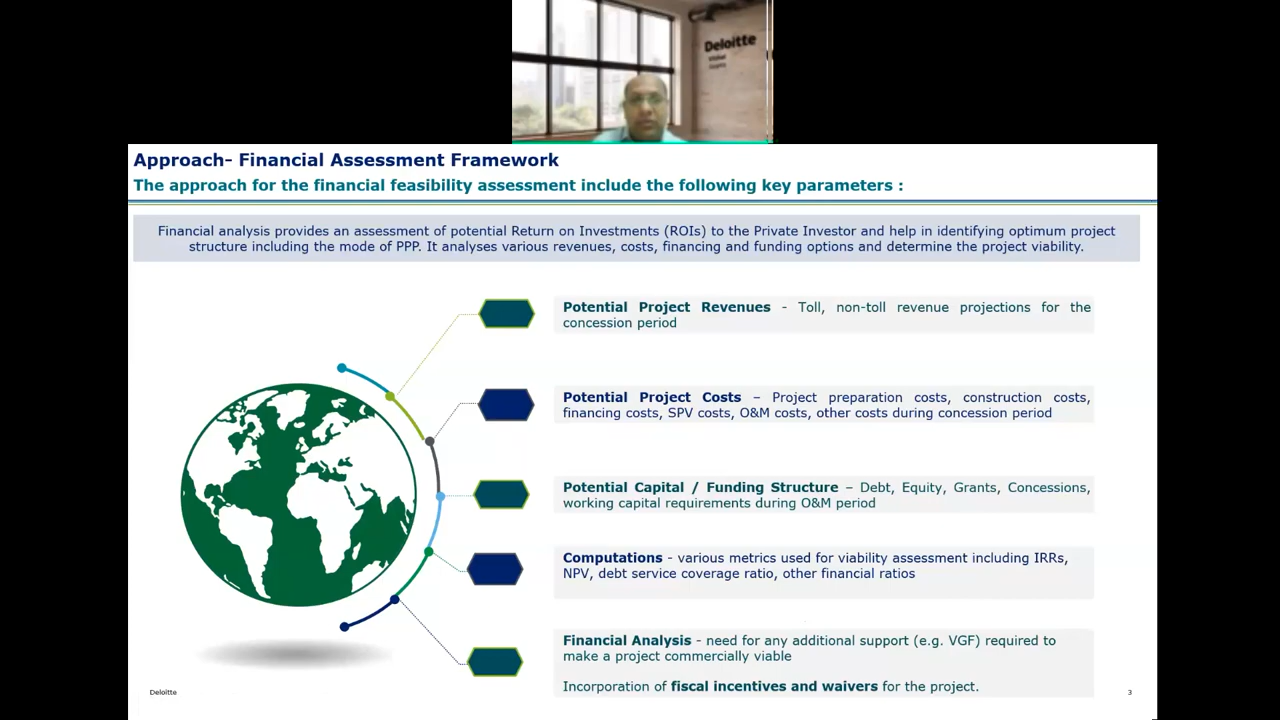 Deloitte
Approach- Financial Assessment Framework
The approach for the financial feasibility assessment include the following key parameters :
Financial analysis provides an assessment of potential Return on Investments (ROIs) to the Private Investor and help in identifying optimum project
structure including the mode of PPP. It analyses various revenues, costs, financing and funding options and determine the project viability.
Potential Project Revenues - Toll, non-toll revenue projections for the
concession period
Potential Project Costs – Project preparation costs, construction costs,
financing costs, SPV costs, O&M costs, other costs during concession period
Potential Capital / Funding Structure – Debt, Equity, Grants, Concessions,
working capital requirements during O&M period
Computations - various metrics used for viability assessment including IRRs,
NPV, debt service coverage ratio, other financial ratios
Financial Analysis - need for any additional support (e.g. VGF) required to
make a project commercially viable
Incorporation of fiscal incentives and waivers for the project.
Deloitte
3